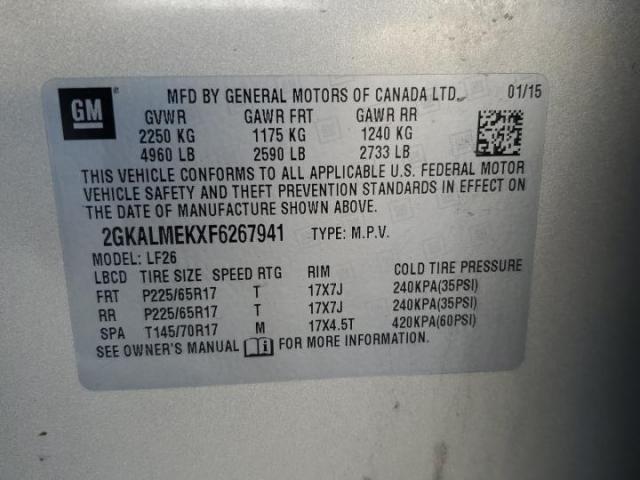 GM
MFD BY GENERAL MOTORS OF CANADA LTD. 01/15
GVWR GAWR FRT GAWR RR
2250 KG 1175 KG 1240 KG
4960 LB 2590 LB 2733 LB
THIS VEHICLE CONFORMS TO ALL APPLICABLE U.S. FEDERAL MOTOR
VEHICLE SAFETY AND THEFT PREVENTION STANDARDS IN EFFECT ON
THE DATE OF MANUFACTURE SHOWN ABOVE.
2GKALMEKXF6267941 TYPE: M.P.V.
MODEL: LF26
LBCD TIRE SIZE SPEED RTG RIM COLD TIRE PRESSURE
FRT P225/65R17 T 17X7J 240KPA(35PSI)
RR P225/65R17 T 17X7J 240KPA(35PSI)
SPA T145/70R17 M 17X4.5T 420KPA(60PSI)
SEE OWNER'S MANUAL FOR MORE INFORMATION.